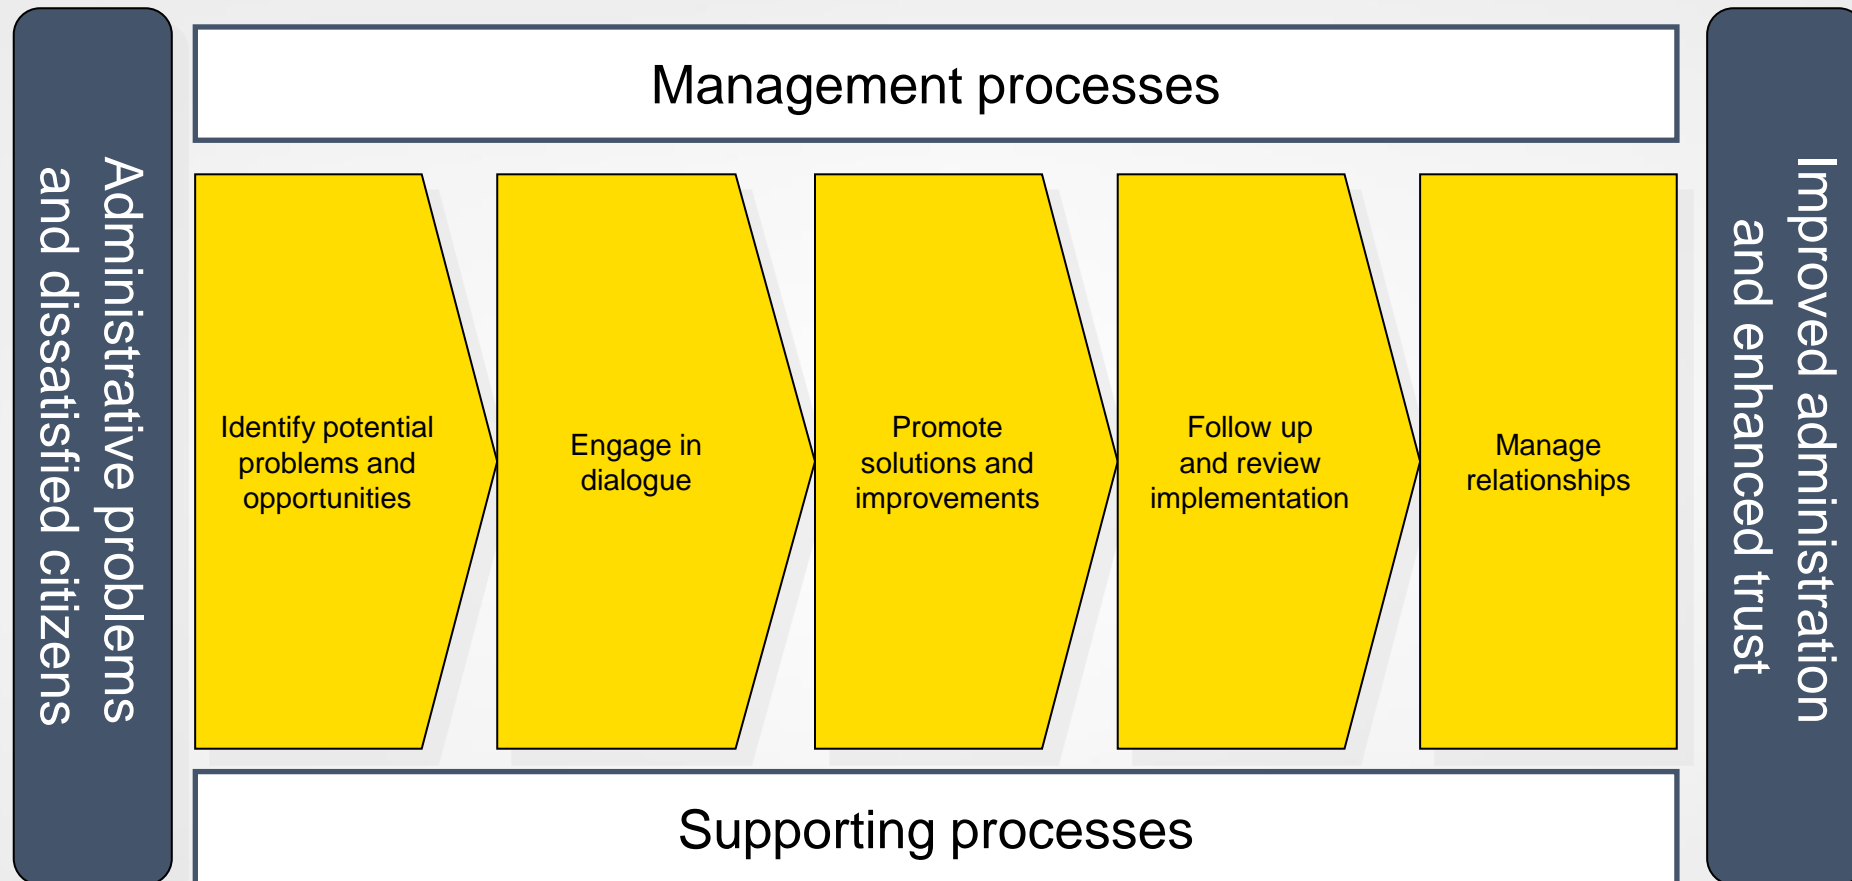 Administrative problems
and dissatisfied citizens
Management processes
Identify potential
problems and
opportunities
Engage in
dialogue
Promote
solutions and
improvements
Follow up
and review
implementation
Manage
relationships
Supporting processes
Improved administration
and enhanced trust